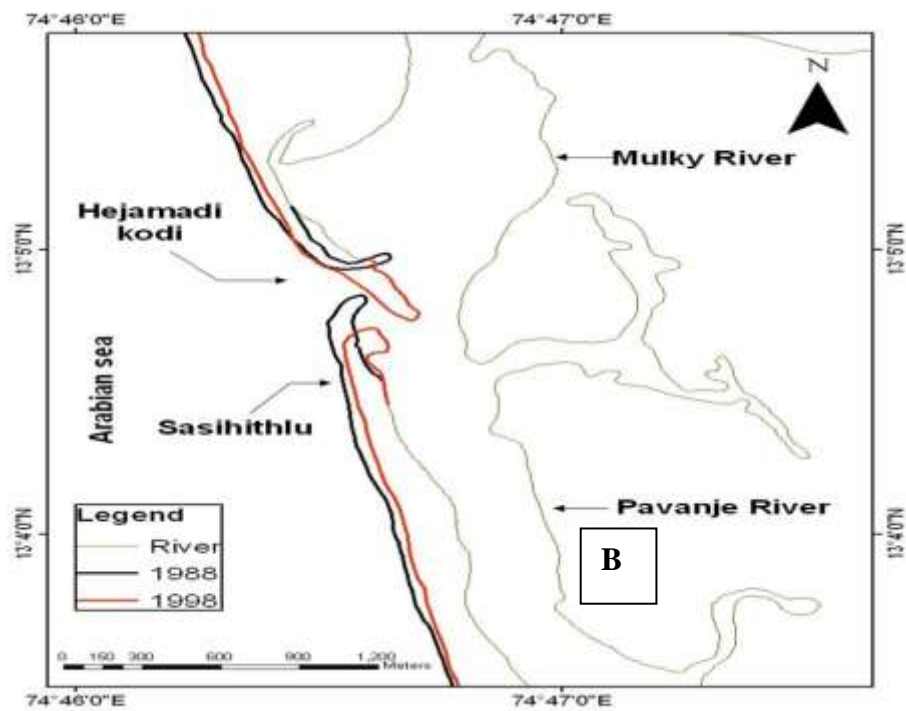 74°46'0"E
74°47'0"E
N
Mulky River
Hejamadi
kodi
13°5'0"N
13°5'0"N
Arabian sea
Sasihithlu
Pavanje River
Legend
River
1988
1998
B
13°4'0"N
13°4'0"N
0 150 300 600 900 1,200
Meters
74°46'0"E
74°47'0"E